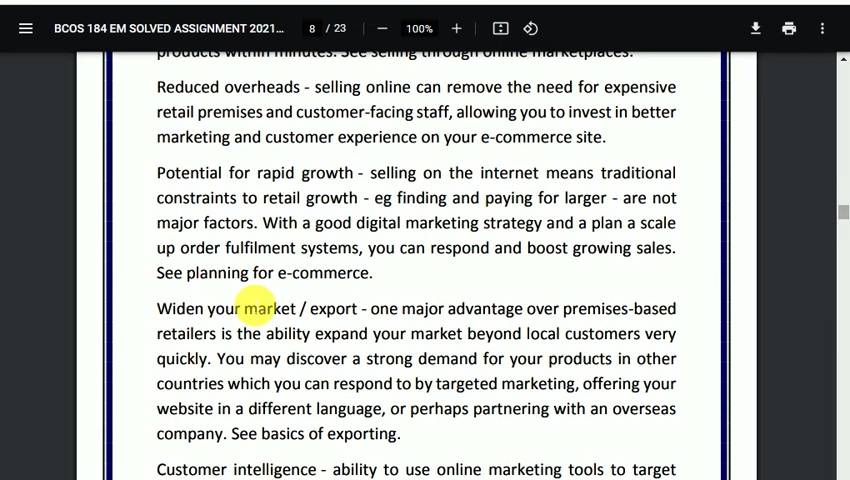 BCOS 184 EM SOLVED ASSIGNMENT 2021... 8 / 23 100%
products within minutes. See selling through online marketplaces.
Reduced overheads - selling online can remove the need for expensive
retail premises and customer-facing staff, allowing you to invest in better
marketing and customer experience on your e-commerce site.
Potential for rapid growth - selling on the internet means traditional
constraints to retail growth - eg finding and paying for larger - are not
major factors. With a good digital marketing strategy and a plan a scale
up order fulfilment systems, you can respond and boost growing sales.
See planning for e-commerce.
Widen your market / export - one major advantage over premises-based
retailers is the ability expand your market beyond local customers very
quickly. You may discover a strong demand for your products in other
countries which you can respond to by targeted marketing, offering your
website in a different language, or perhaps partnering with an overseas
company. See basics of exporting.
Customer intelligence - ability to use online marketing tools to target